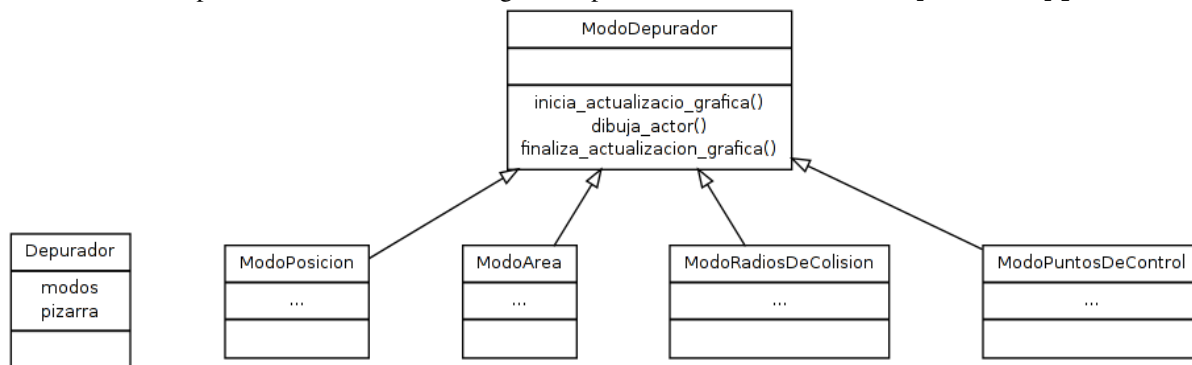 ModoDepurador
inicia_actualizacio_grafica()
dibuja_actor()
finaliza_actualizacion_grafica()
Depurador
modos
pizarra
ModoPosicion
...
ModoArea
...
ModoRadiosDeColision
...
ModoPuntosDeControl
...